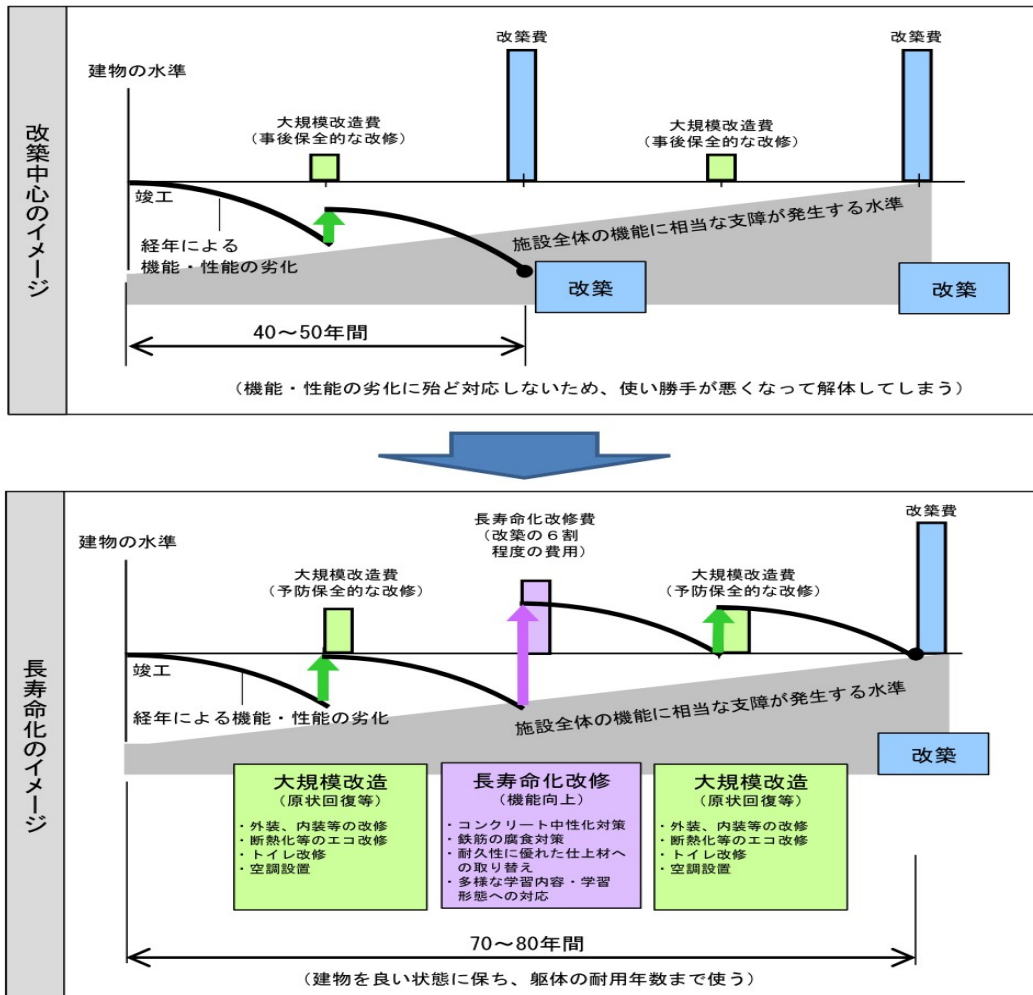 改築中心のイメージ
建物の水準
改築費
改築費
大規模改造費
（事後保全的な改修）
大規模改造費
（事後保全的な改修）
竣工
経年による
機能・性能の劣化
施設全体の機能に相当な支障が発生する水準
改築
改築
40～50年間
（機能・性能の劣化に殆ど対応しないため、使い勝手が悪くなって解体してしまう）
長寿命化のイメージ
建物の水準
長寿命化改修費
（改築の６割
程度の費用）
改築費
大規模改造費
（予防保全的な改修）
大規模改造費
（予防保全的な改修）
竣工
経年による機能・性能の劣化
施設全体の機能に相当な支障が発生する水準
改築
大規模改造
（原状回復等）
・外装、内装等の改修
・断熱化等のエコ改修
・トイレ改修
・空調設置
長寿命化改修
（機能向上）
・コンクリート中性化対策
・鉄筋の腐食対策
・耐久性に優れた仕上材へ
の取り替え
・多様な学習内容・学習
形態への対応
大規模改造
（原状回復等）
・外装、内装等の改修
・断熱化等のエコ改修
・トイレ改修
・空調設置
70～80年間
（建物を良い状態に保ち、躯体の耐用年数まで使う）